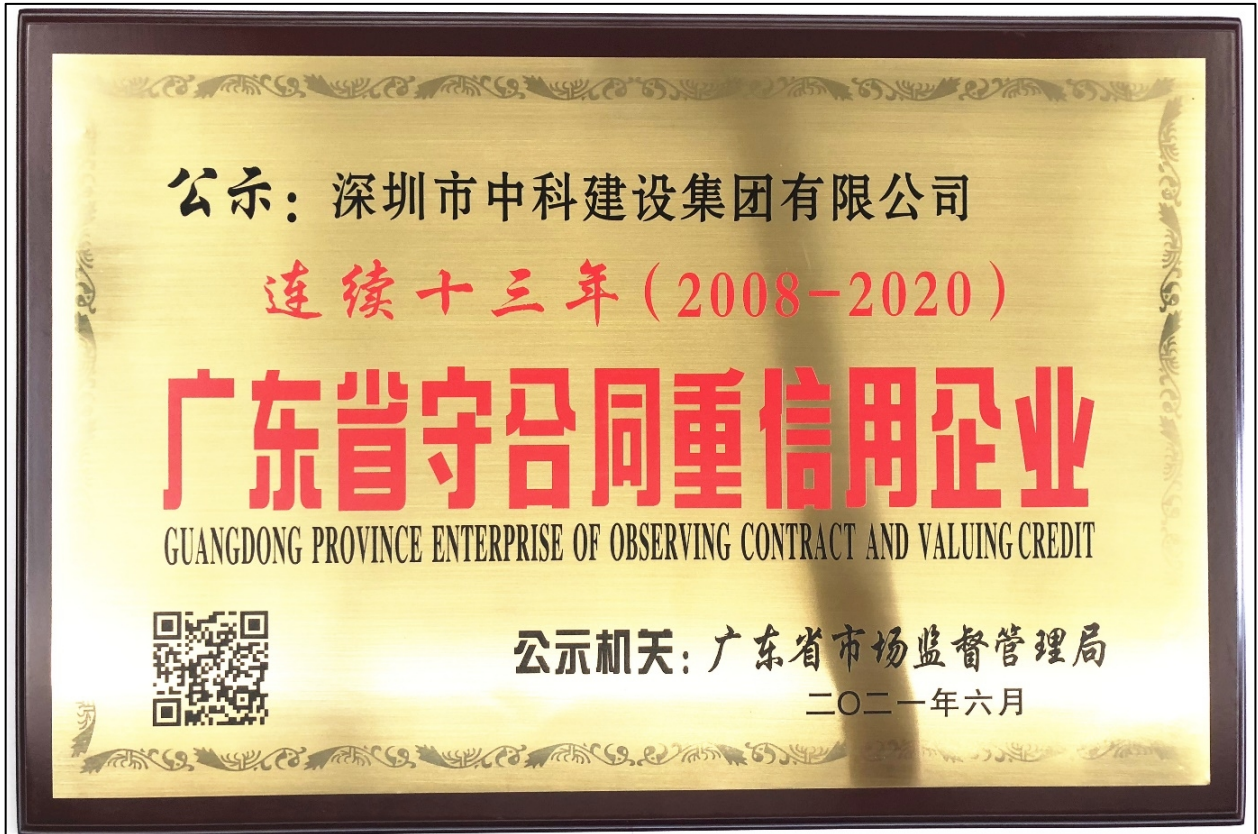 公示：深圳市中科建设集团有限公司
连续十三年（2008-2020）
广东省守合同重信用企业
GUANGDONG PROVINCE ENTERPRISE OF OBSERVING CONTRACT AND VALUING CREDIT
公示机关：广东省市场监督管理局
二〇二一年六月